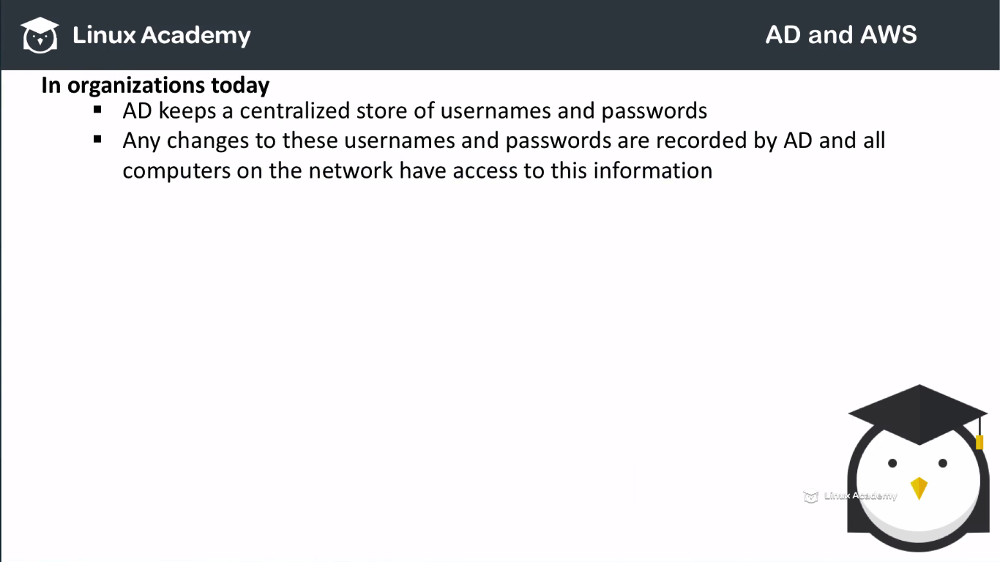 Linux Academy
AD and AWS
In organizations today
▪ AD keeps a centralized store of usernames and passwords
▪ Any changes to these usernames and passwords are recorded by AD and all
computers on the network have access to this information
Linux Academy